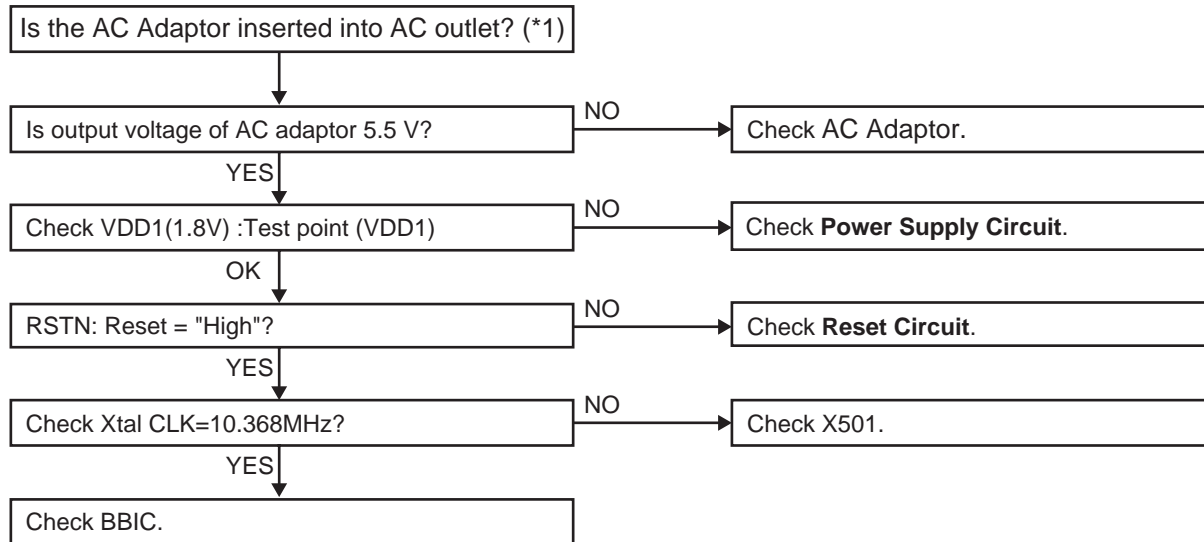 Is the AC Adaptor inserted into AC outlet? (*1)
Is output voltage of AC adaptor 5.5 V?
NO
Check AC Adaptor.
YES
Check VDD1(1.8V) :Test point (VDD1)
NO
Check Power Supply Circuit.
OK
RSTN: Reset = "High"?
NO
Check Reset Circuit.
YES
Check Xtal CLK=10.368MHz?
NO
Check X501.
YES
Check BBIC.